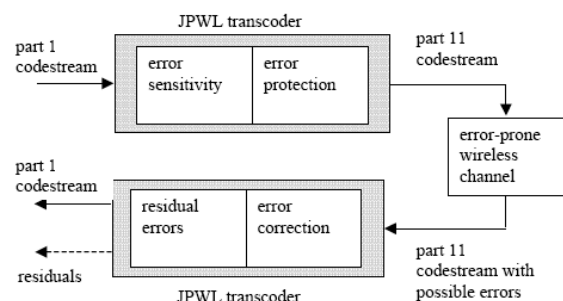 JPWL transcoder
part 1
codestream
error
sensitivity
error
protection
part 11
codestream
error-prone
wireless
channel
part 1
codestream
residuals
residual
errors
error
correction
part 11
codestream with
possible errors
JPWL transcoder